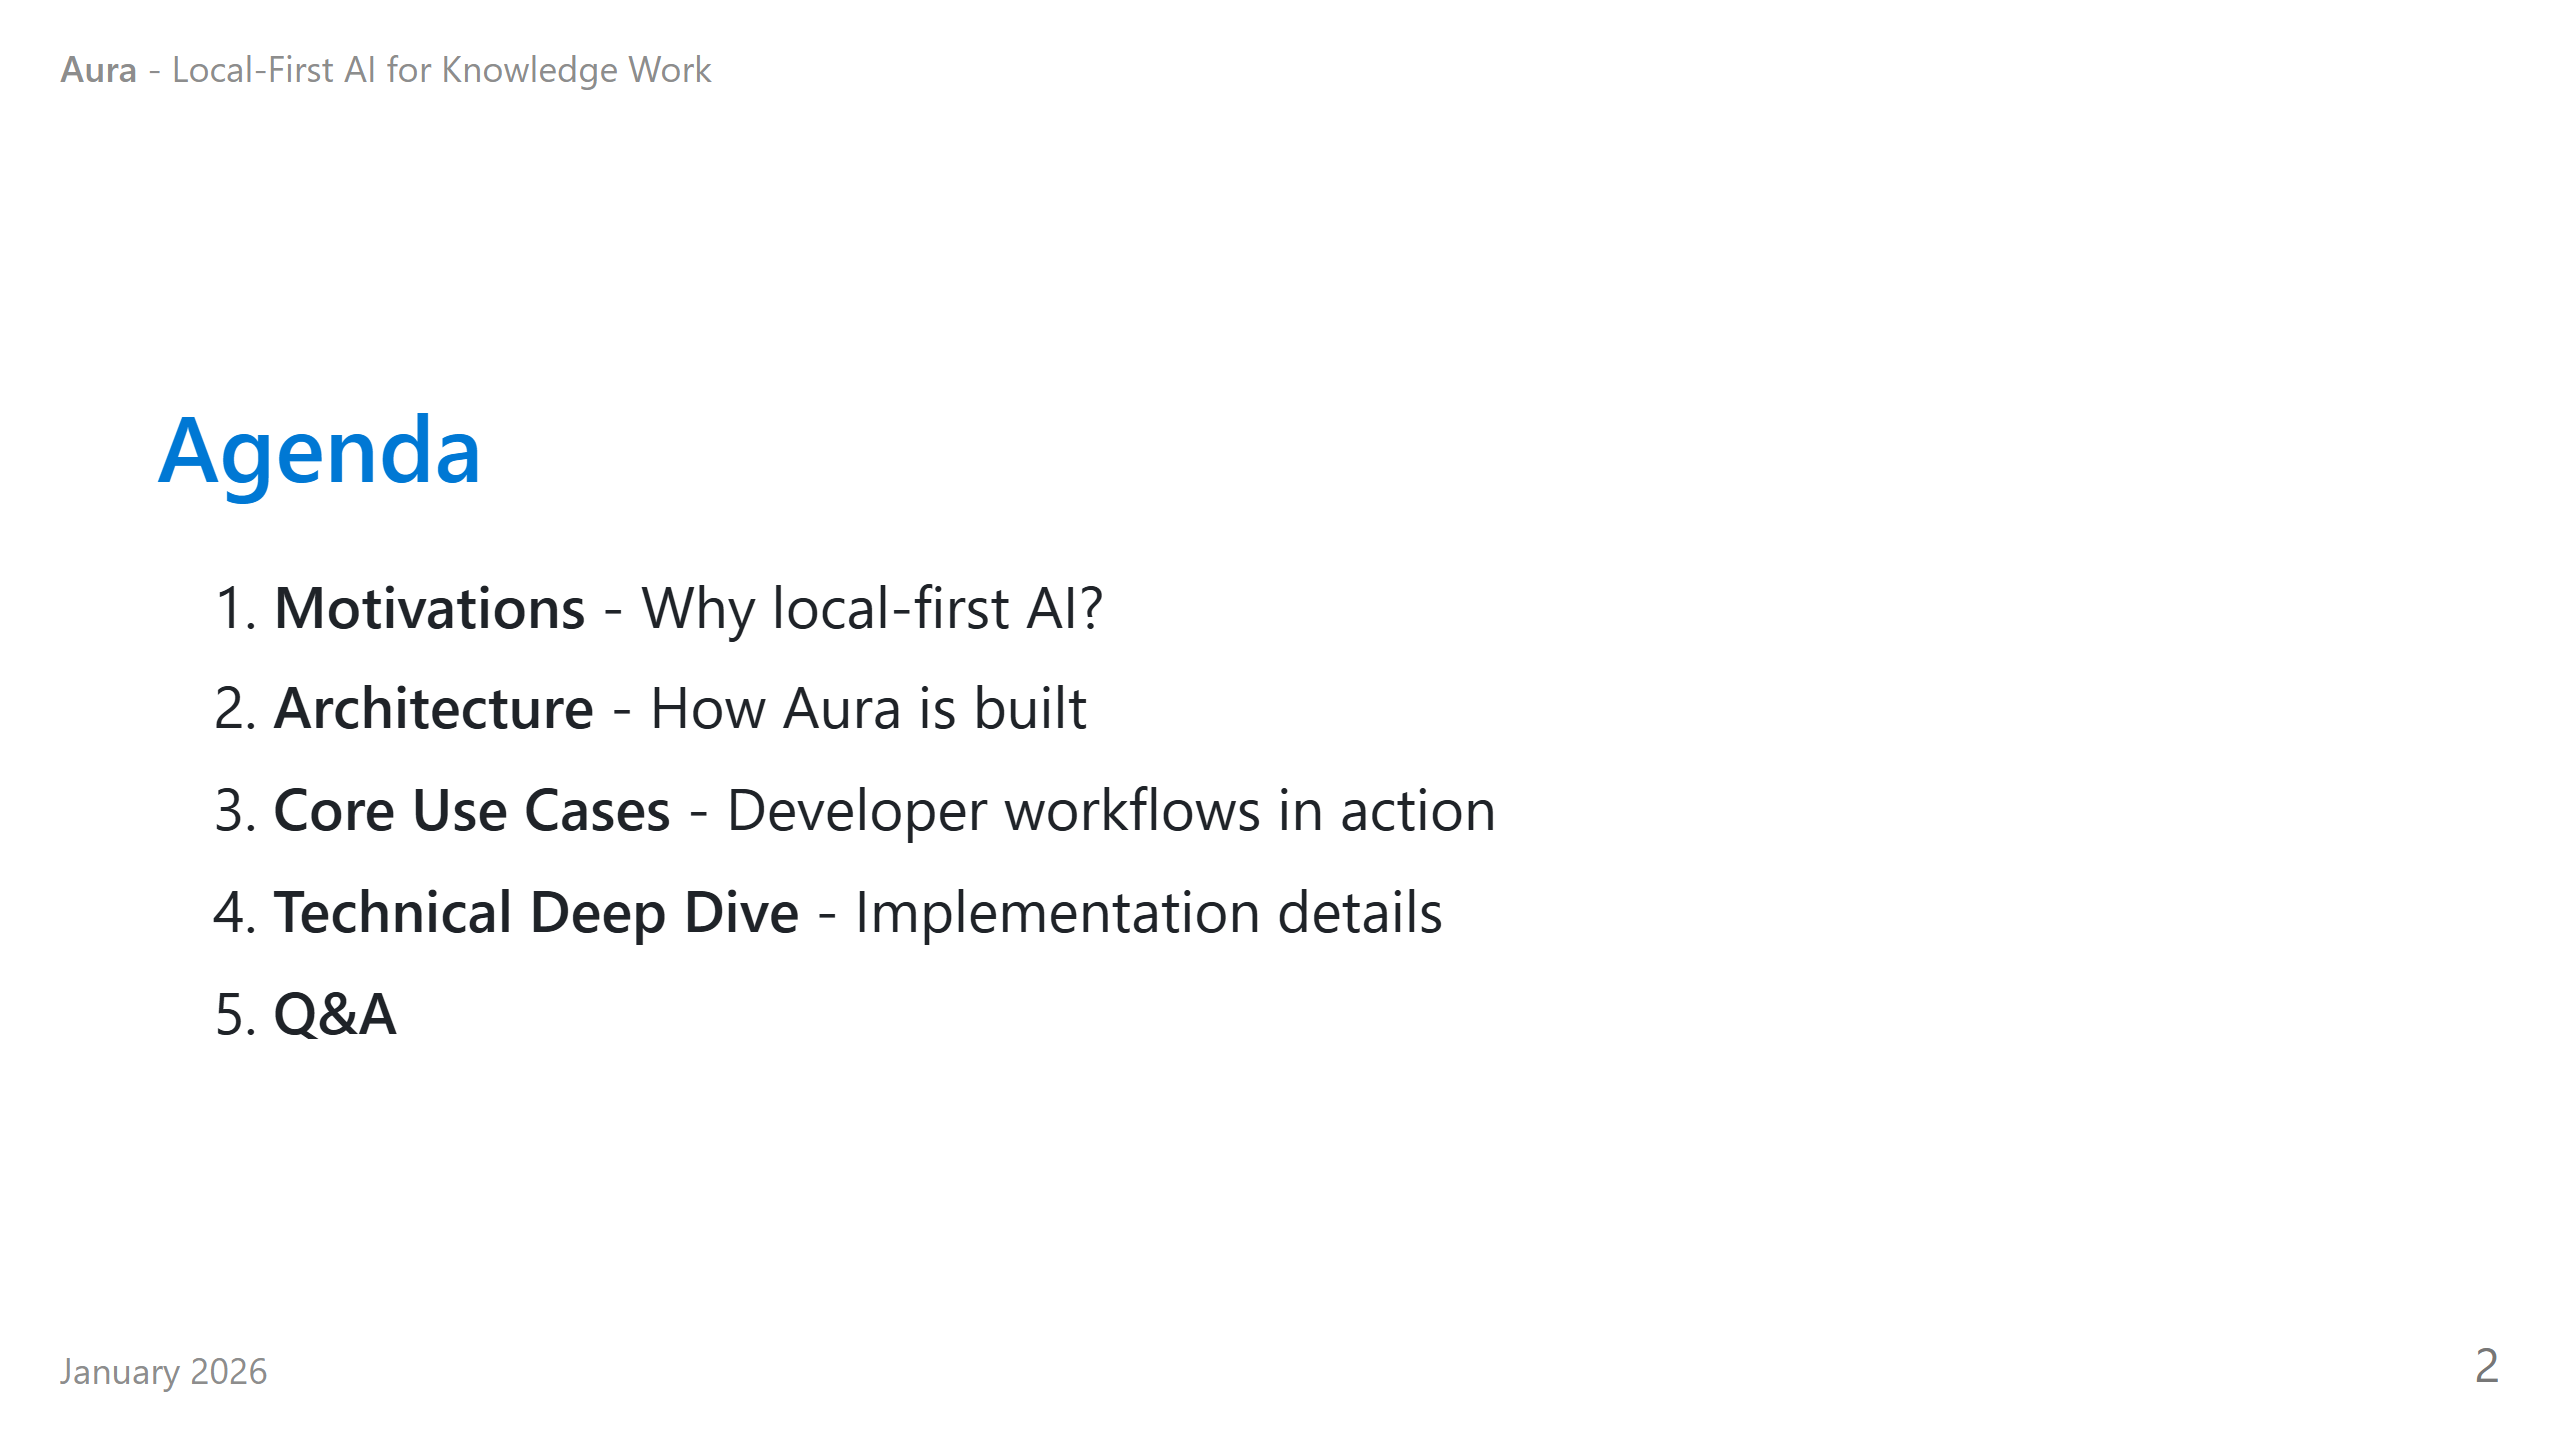 Aura - Local-First AI for Knowledge Work
Agenda
1. Motivations - Why local-first AI?
2. Architecture - How Aura is built
3. Core Use Cases - Developer workflows in action
4. Technical Deep Dive - Implementation details
5. Q&A
January 2026
2